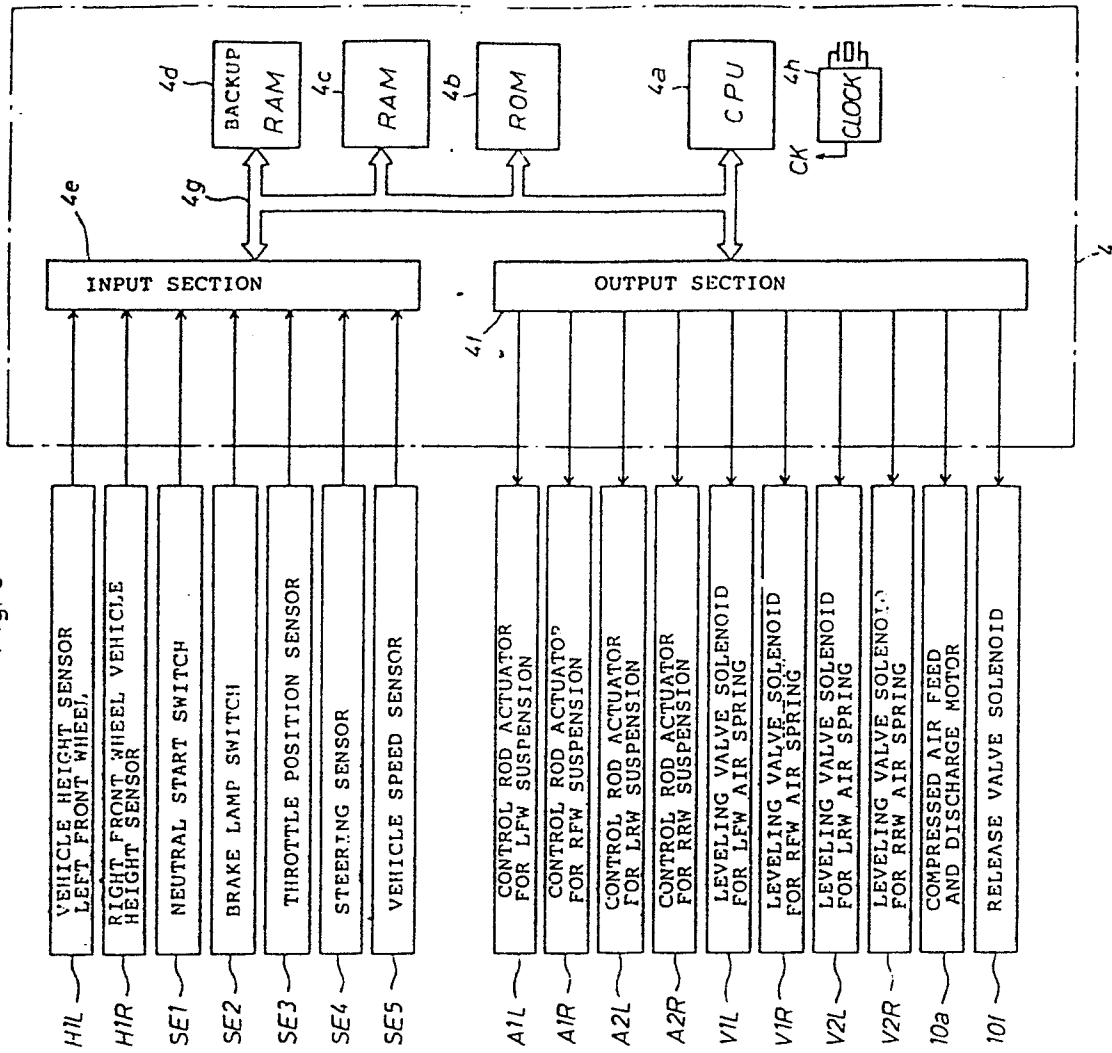 H1L
VEHICLE HEIGHT SENSOR
LEFT FRONT WHEEL,
H1R
RIGHT FRONT WHEEL VEHICLE
HEIGHT SENSOR
SE1
NEUTRAL START SWITCH
SE2
BRAKE LAMP SWITCH
SE3
THROTTLE POSITION SENSOR
SE4
STEERING SENSOR
SE5
VEHICLE SPEED SENSOR
4e
INPUT SECTION
4g
4d
BACKUP
RAM
4c
RAM
4b
ROM
4a
CPU
4h
CLOCK
CK
A1L
CONTROL ROD ACTUATOR
FOR LFW SUSPENSION
A1R
CONTROL ROD ACTUATOR
FOR RFW SUSPENSION
A2L
CONTROL ROD ACTUATOR
FOR LRW SUSPENSION
A2R
CONTROL ROD ACTUATOR
FOR RRW SUSPENSION
V1L
LEVELING VALVE SOLENOID
FOR LFW AIR SPRING
V1R
LEVELING VALVE SOLENOID
FOR RFW AIR SPRING
V2L
LEVELING VALVE SOLENOID
FOR LRW AIR SPRING
V2R
LEVELING VALVE SOLENOID
FOR RRW AIR SPRING
10a
COMPRESSED AIR FEED
AND DISCHARGE MOTOR
101
RELEASE VALVE SOLENOID
4f
OUTPUT SECTION
4